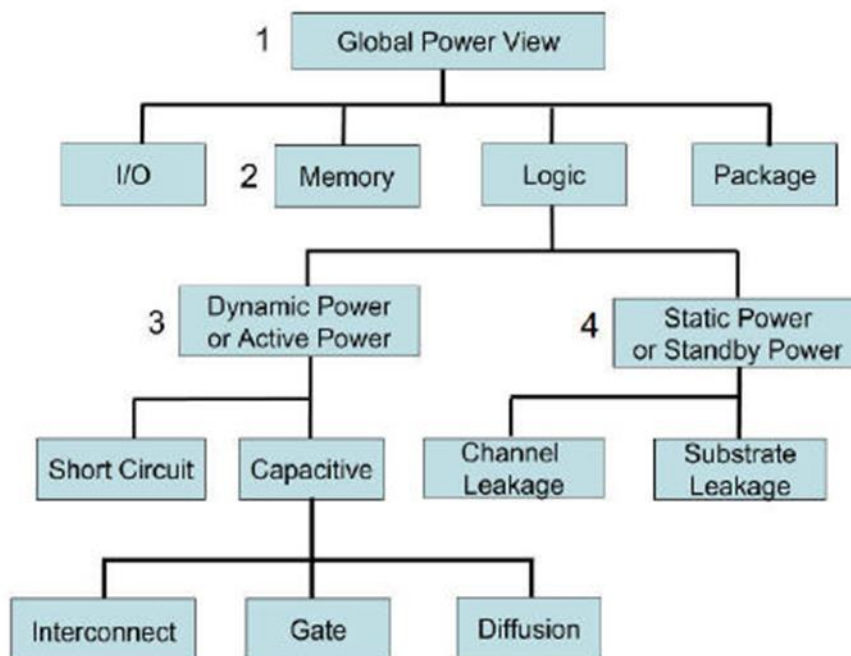 1
Global Power View
I/O
2
Memory
Logic
Package
3
Dynamic Power
or Active Power
4
Static Power
or Standby Power
Short Circuit
Capacitive
Channel
Leakage
Substrate
Leakage
Interconnect
Gate
Diffusion